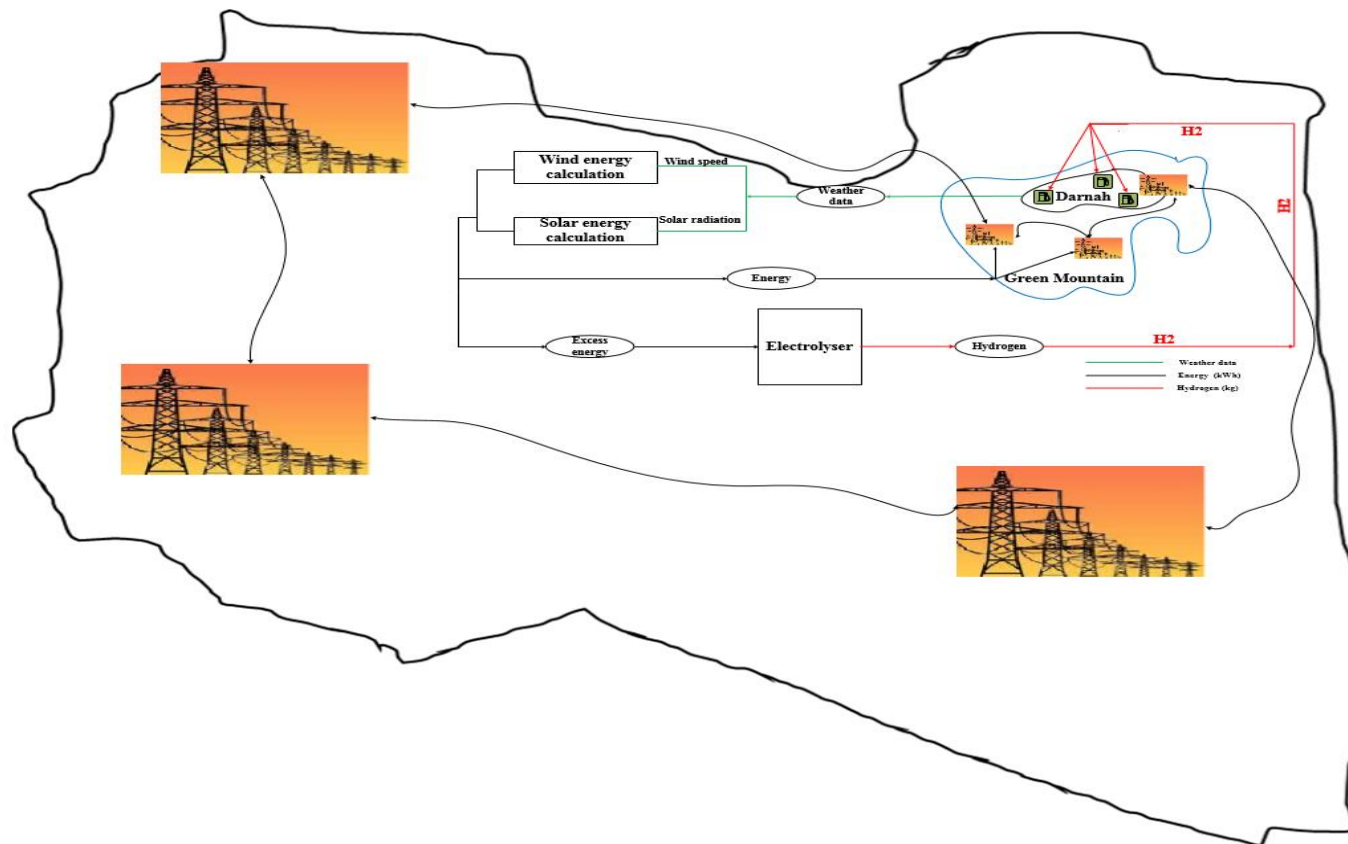 H2
Wind energy
calculation
Wind speed
Weather
data
Darnah
H2
Solar energy
calculation
Solar radiation
Energy
Green Mountain
Excess
energy
Electrolyser
Hydrogen
H2
Weather data
Energy (kWh)
Hydrogen (kg)